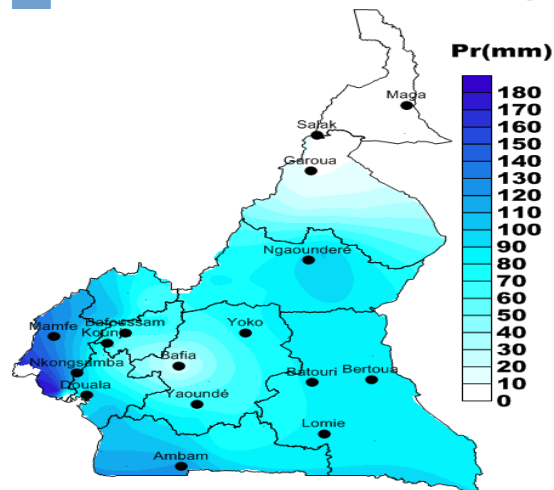 Pr(mm)
Maga
Salak
Garoua
Ngaounderé
Mamfe
Bafoussam
Yoko
Nkongsamba
Bafia
Douala
Batouri
Bertoua
Yaoundé
Lomie
Ambam
180
170
160
150
140
130
120
110
100
90
80
70
60
50
40
30
20
10
0